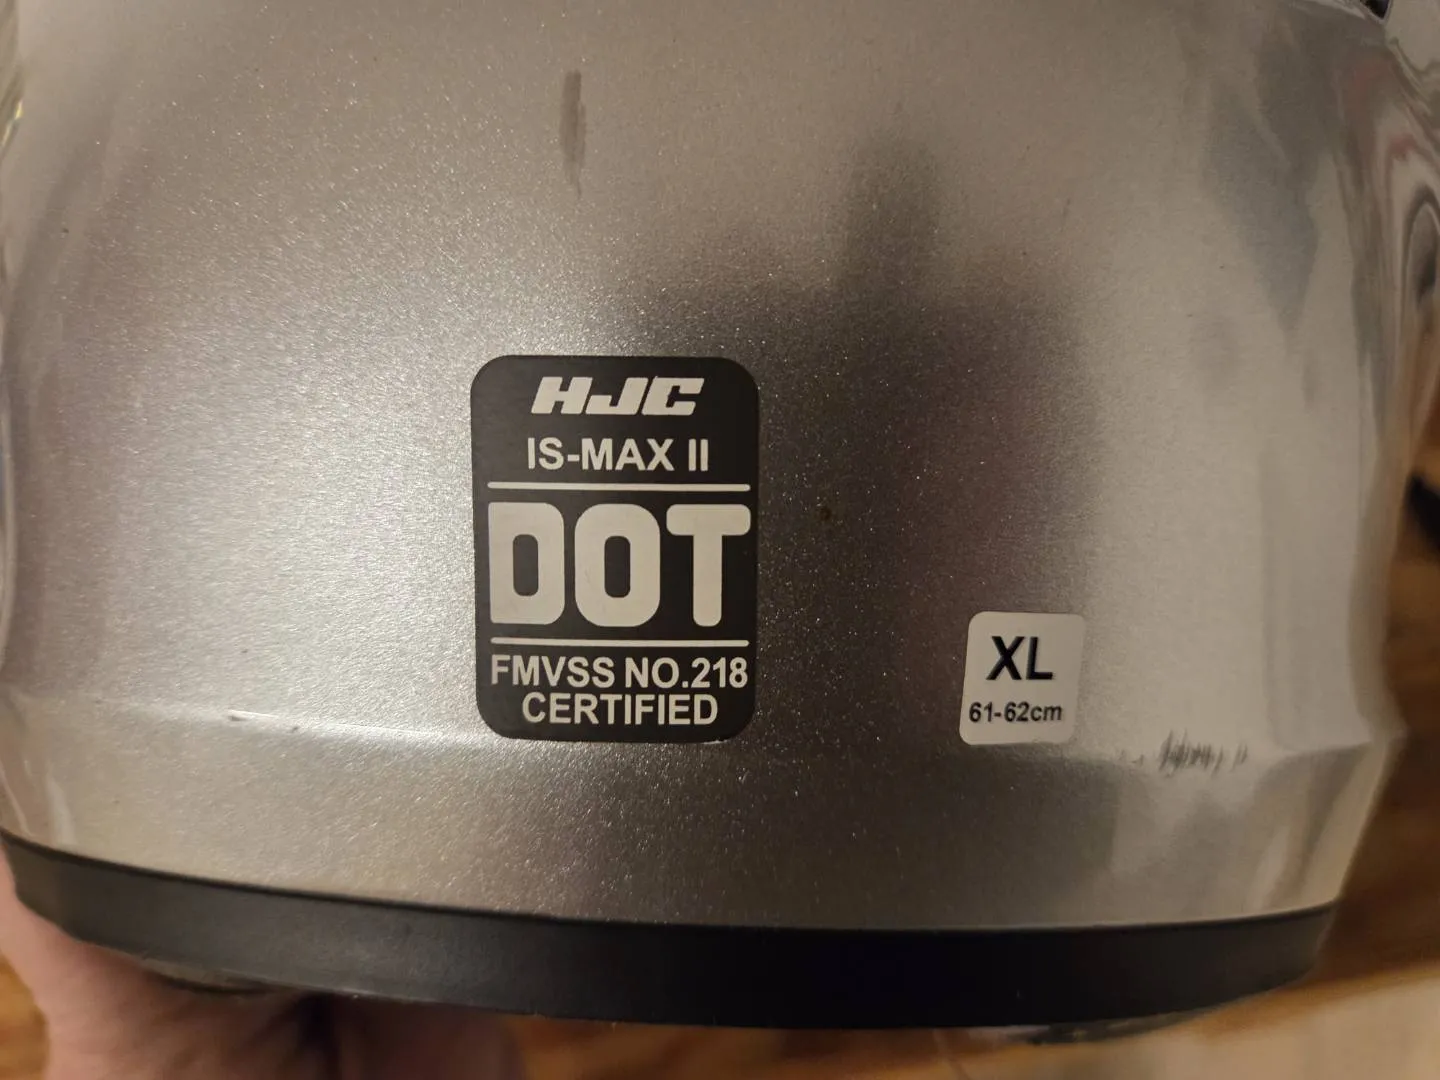 HJC
IS-MAX II
DOT
FMVSS NO.218
CERTIFIED
XL
61-62cm